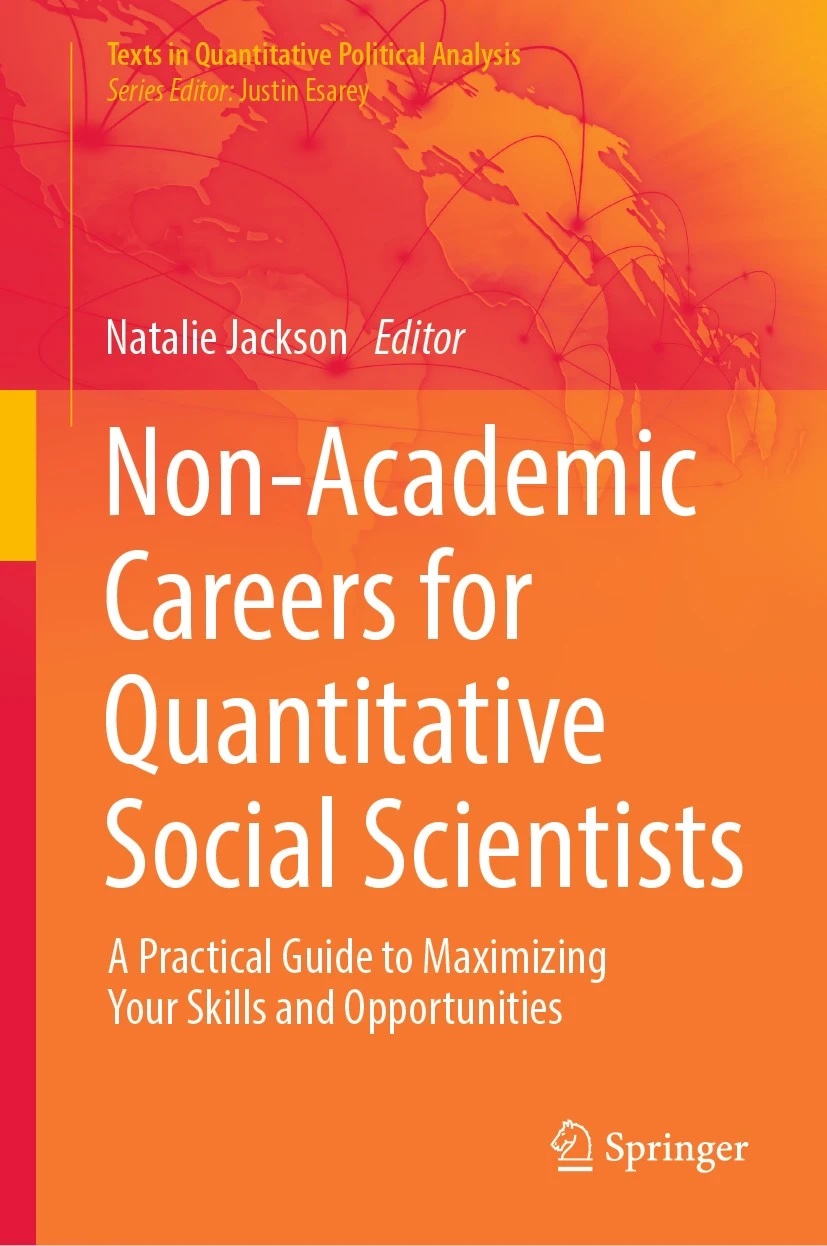 Texts in Quantitative Political Analysis
Series Editor: Justin Esarey
Natalie Jackson Editor
Non-Academic
Careers for
Quantitative
Social Scientists
A Practical Guide to Maximizing
Your Skills and Opportunities
Springer